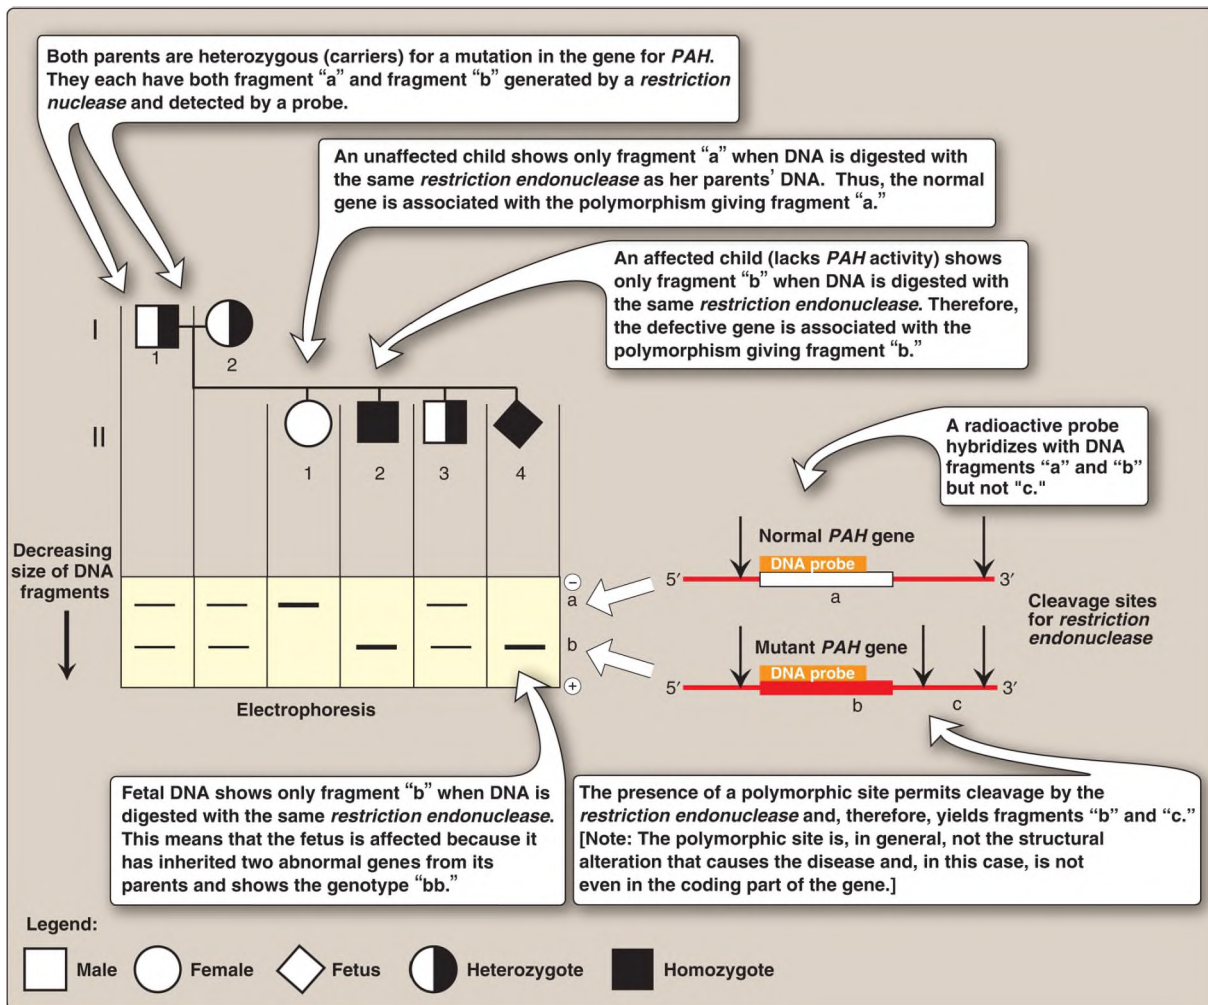 Both parents are heterozygous (carriers) for a mutation in the gene for PAH.
They each have both fragment “a” and fragment “b” generated by a restriction
nuclease and detected by a probe.
An unaffected child shows only fragment “a” when DNA is digested with
the same restriction endonuclease as her parents’ DNA. Thus, the normal
gene is associated with the polymorphism giving fragment “a.”
An affected child (lacks PAH activity) shows
only fragment “b” when DNA is digested with
the same restriction endonuclease. Therefore,
the defective gene is associated with the
polymorphism giving fragment “b.”
I
1
2
II
1
2
3
4
A radioactive probe
hybridizes with DNA
fragments “a” and “b”
but not "c."
Decreasing
size of DNA
fragments
−
a
b
+
Electrophoresis
Normal PAH gene
DNA probe
5′
3′
a
Cleavage sites
for restriction
endonuclease
Mutant PAH gene
DNA probe
5′
3′
b
c
Fetal DNA shows only fragment “b” when DNA is
digested with the same restriction endonuclease.
This means that the fetus is affected because it
has inherited two abnormal genes from its
parents and shows the genotype “bb.”
The presence of a polymorphic site permits cleavage by the
restriction endonuclease and, therefore, yields fragments “b” and “c.”
[Note: The polymorphic site is, in general, not the structural
alteration that causes the disease and, in this case, is not
even in the coding part of the gene.]
Legend:
Male
Female
Fetus
Heterozygote
Homozygote